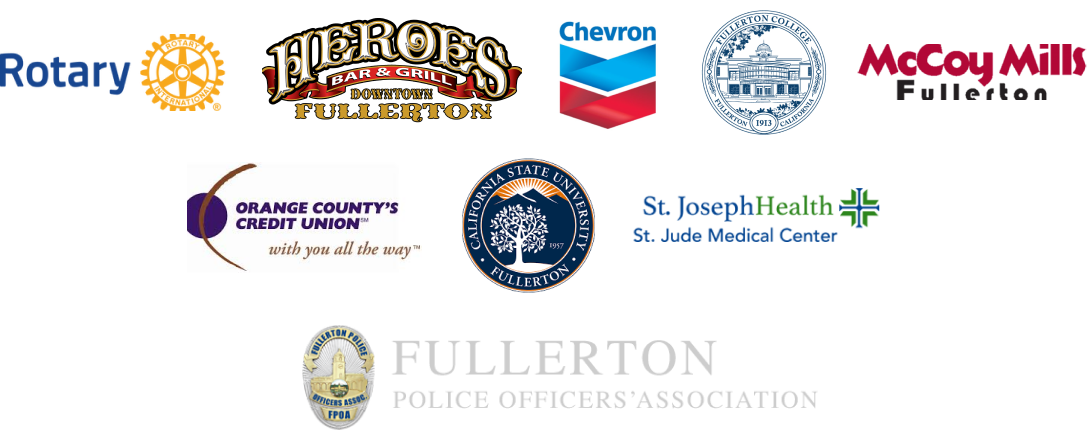 Rotary
ROTARY
INTERNATIONAL
®
HEROES
BAR & GRILL
DOWNTOWN
FULLERTON
Chevron
FULLERTON COLLEGE
1913
FULLERTON CALIFORNIA
McCoy Mills
Fullerton
ORANGE COUNTY'S
CREDIT UNION℠
with you all the way™
CALIFORNIA STATE UNIVERSITY
1957
FULLERTON
St. JosephHealth
St. Jude Medical Center
FULLERTON POLICE
OFFICERS ASSOC.
FPOA
FULLERTON
POLICE OFFICERS'ASSOCIATION